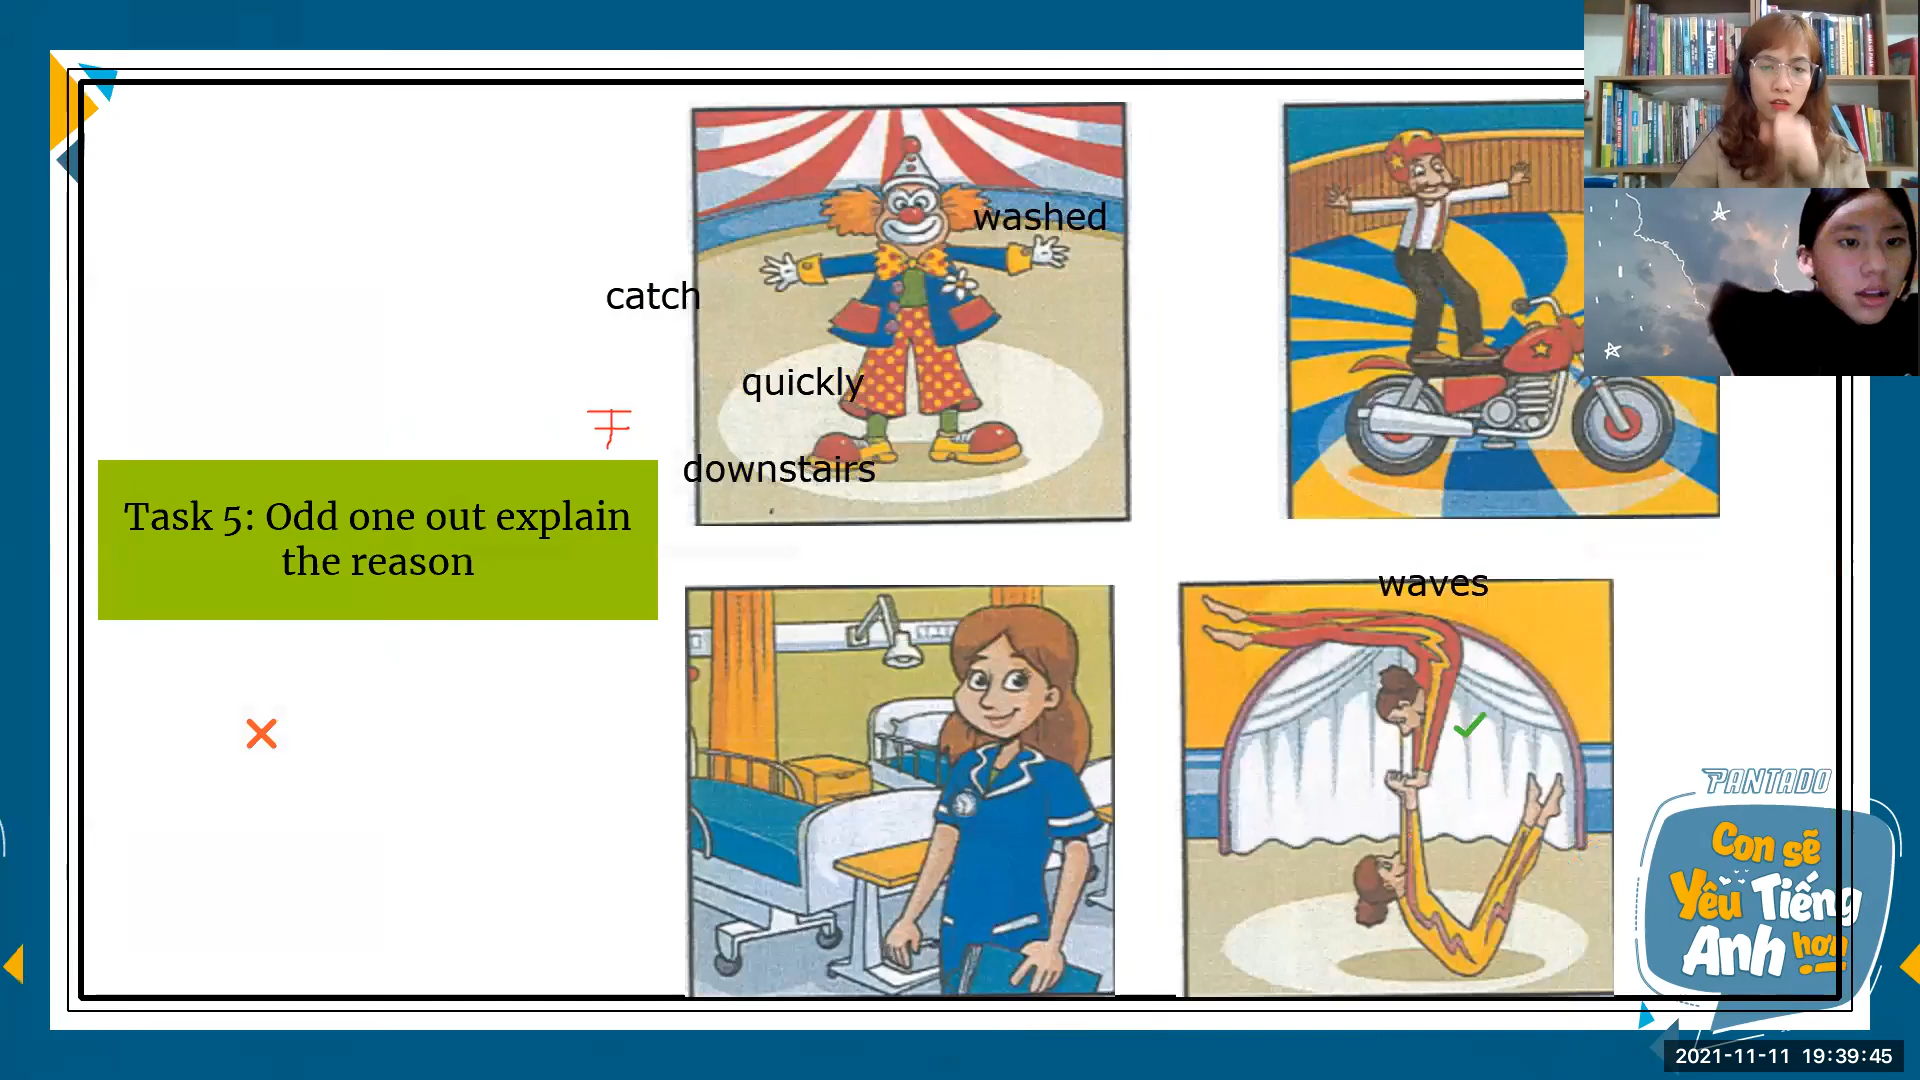 washed
catch
quickly
downstairs
Task 5: Odd one out explain
the reason
waves
PANTADO
Con sẽ
Yêu Tiếng
Anh hơn
2021-11-11 19:39:45